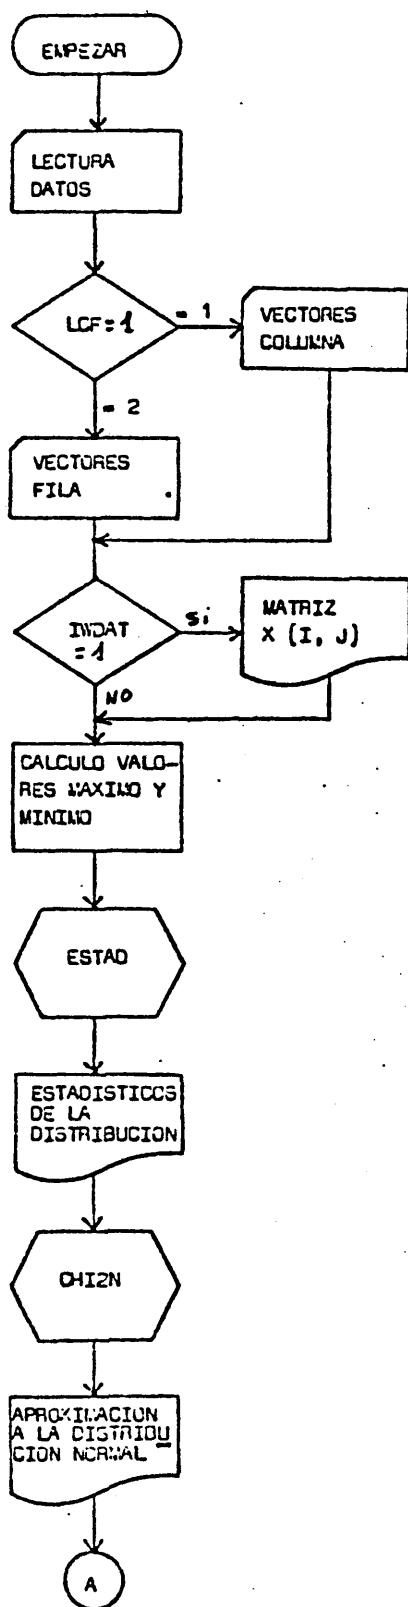 EMPEZAR
LECTURA
DATOS
LCF=1
= 1
VECTORES
COLUMNA
= 2
VECTORES
FILA
IWDAT
=1
si
MATRIZ
X (I, J)
NO
CALCULO VALO-
RES MAXIMO Y
MINIMO
ESTAD
ESTADISTICOS
DE LA
DISTRIBUCION
CHI2N
APROXIMACION
A LA DISTRIBU
CION NORMAL
A